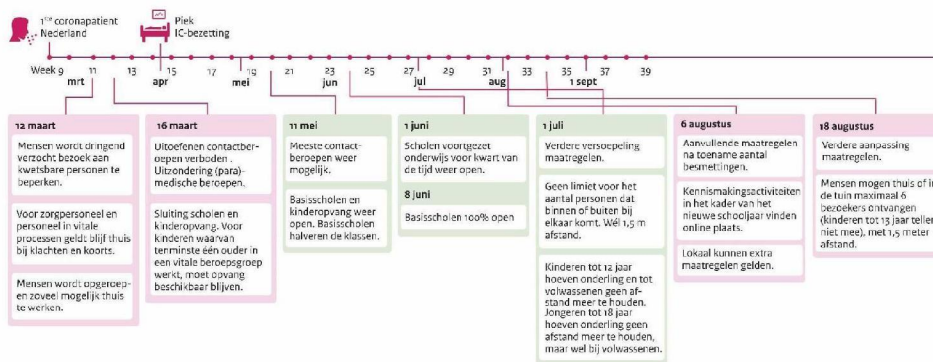 1ste coronapatient
Nederland
Piek
IC-bezetting
Week 9 11 13 15 17 19 21 23 25 27 29 31 33 35 37 39
mrt apr mei jun jul aug 1 sept
12 maart
Mensen wordt dringend
verzocht bezoek aan
kwetsbare personen te
beperken.
Voor zorgpersoneel en
personeel in vitale
processen geldt blijf thuis
bij klachten en koorts.
Mensen wordt opgeroep-
en zoveel mogelijk thuis
te werken.
16 maart
Uitoefenen contactber-
oepen verboden .
Uitzondering (para)-
medische beroepen.
Sluiting scholen en
kinderopvang. Voor
kinderen waarvan
tenminste één ouder in
een vitale beroepsgroep
werkt, moet opvang
beschikbaar blijven.
11 mei
Meeste contact-
beroepen weer
mogelijk.
Basisscholen en
kinderopvang weer
open. Basisscholen
halveren de klassen.
1 juni
Scholen voortgezet
onderwijs voor kwart van
de tijd weer open.
8 juni
Basisscholen 100% open
1 juli
Verdere versoepeling
maatregelen.
Geen limiet voor het
aantal personen dat
binnen of buiten bij
elkaar komt. Wél 1,5 m
afstand.
Kinderen tot 12 jaar
hoeven onderling en tot
volwassenen geen af-
stand meer te houden.
Jongeren tot 18 jaar
hoeven onderling geen
afstand meer te houden,
maar wel bij volwassenen.
6 augustus
Aanvullende maatregelen
na toename aantal
besmettingen.
Kennismakingsactiviteiten
in het kader van het
nieuwe schooljaar vinden
online plaats.
Lokaal kunnen extra
maatregelen gelden.
18 augustus
Verdere aanpassing
maatregelen.
Mensen mogen thuis of in
de tuin maximaal 6
bezoekers ontvangen
(kinderen tot 13 jaar teller
niet mee), met 1,5 meter
afstand.